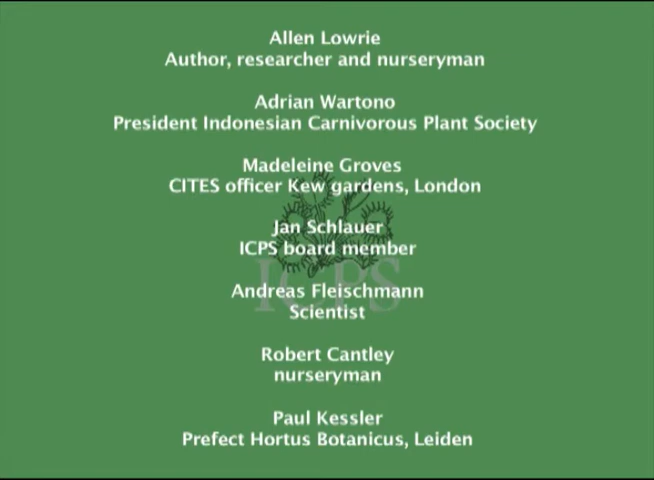 Allen Lowrie
Author, researcher and nurseryman
Adrian Wartono
President Indonesian Carnivorous Plant Society
Madeleine Groves
CITES officer Kew gardens, London
Jan Schlauer
ICPS board member
Andreas Fleischmann
Scientist
ICPS
Robert Cantley
nurseryman
Paul Kessler
Prefect Hortus Botanicus, Leiden